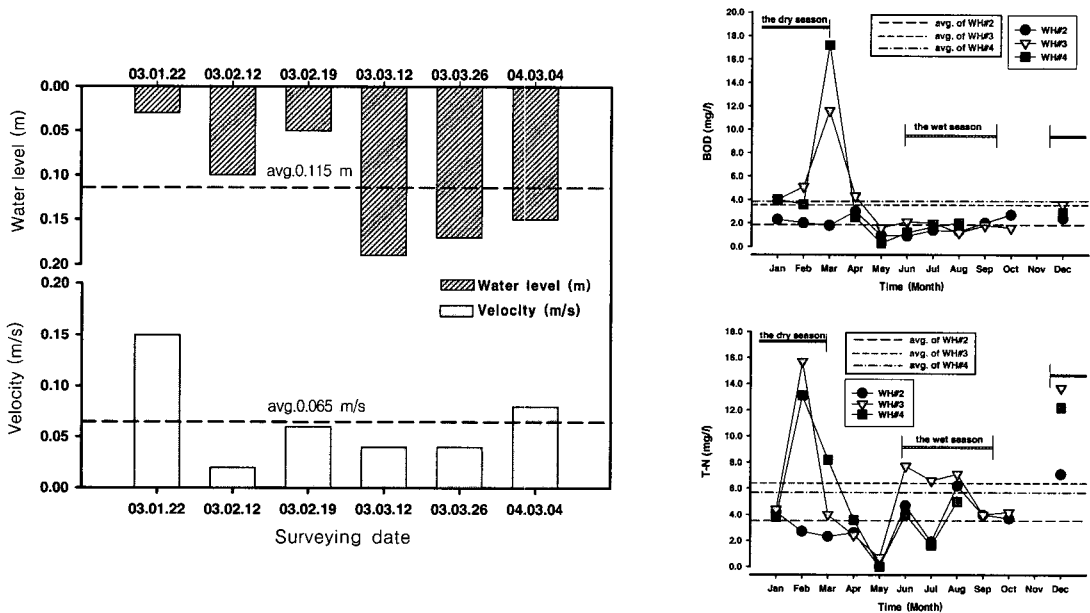 03.01.22 03.02.12 03.02.19 03.03.12 03.03.26 04.03.04
0.00
0.05
0.10
0.15
0.20
Water level (m)
avg.0.115 m
Water level (m)
Velocity (m/s)
0.20
0.15
0.10
0.05
0.00
Velocity (m/s)
avg.0.065 m/s
03.01.22 03.02.12 03.02.19 03.03.12 03.03.26 04.03.04
Surveying date
20.0
18.0
16.0
14.0
12.0
10.0
8.0
6.0
4.0
2.0
0.0
BOD (mg/l)
the dry season
avg. of WH#2
avg. of WH#3
avg. of WH#4
WH#2
WH#3
WH#4
the wet season
Jan Feb Mar Apr May Jun Jul Aug Sep Oct Nov Dec
Time (Month)
18.0
16.0
14.0
12.0
10.0
8.0
6.0
4.0
2.0
0.0
T-N (mg/l)
the dry season
avg. of WH#2
avg. of WH#3
avg. of WH#4
WH#2
WH#3
WH#4
the wet season
Jan Feb Mar Apr May Jun Jul Aug Sep Oct Nov Dec
Time (Month)